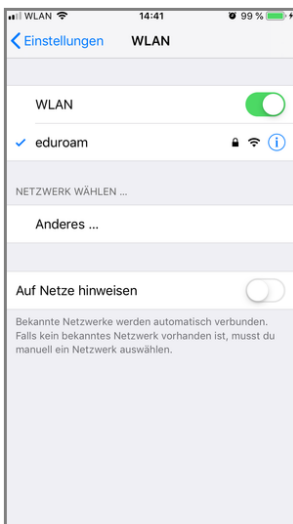 WLAN 14:41 99 %
Einstellungen WLAN
WLAN
eduroam
NETZWERK WÄHLEN ...
Anderes ...
Auf Netze hinweisen
Bekannte Netzwerke werden automatisch verbunden.
Falls kein bekanntes Netzwerk vorhanden ist, musst du
manuell ein Netzwerk auswählen.